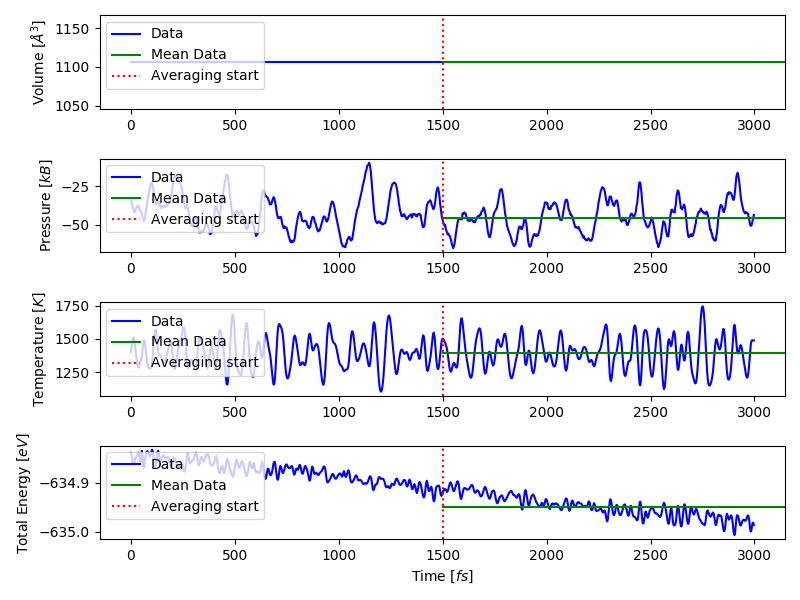 Volume [Å³]
1150
1100
1050
Data
Mean Data
Averaging start
0 500 1000 1500 2000 2500 3000
Pressure [kB]
−25
−50
Data
Mean Data
Averaging start
0 500 1000 1500 2000 2500 3000
Temperature [K]
1750
1500
1250
Data
Mean Data
Averaging start
0 500 1000 1500 2000 2500 3000
Total Energy [eV]
−634.9
−635.0
Data
Mean Data
Averaging start
0 500 1000 1500 2000 2500 3000
Time [fs]